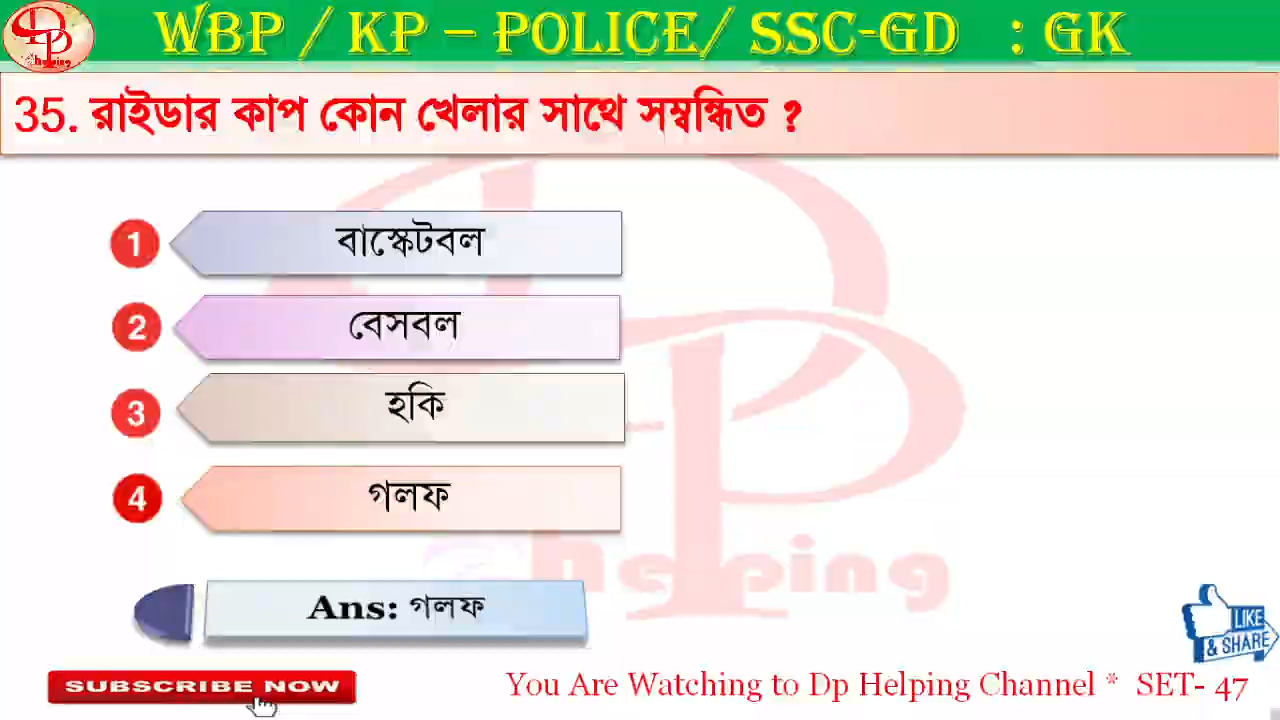 WBP / KP – POLICE/ SSC-GD : GK
35. রাইডার কাপ কোন খেলার সাথে সম্বন্ধিত ?
1 বাস্কেটবল
2 বেসবল
3 হকি
4 গলফ
Ans: গলফ
helping
LIKE
& SHARE
SUBSCRIBE NOW
You Are Watching to Dp Helping Channel * SET- 47